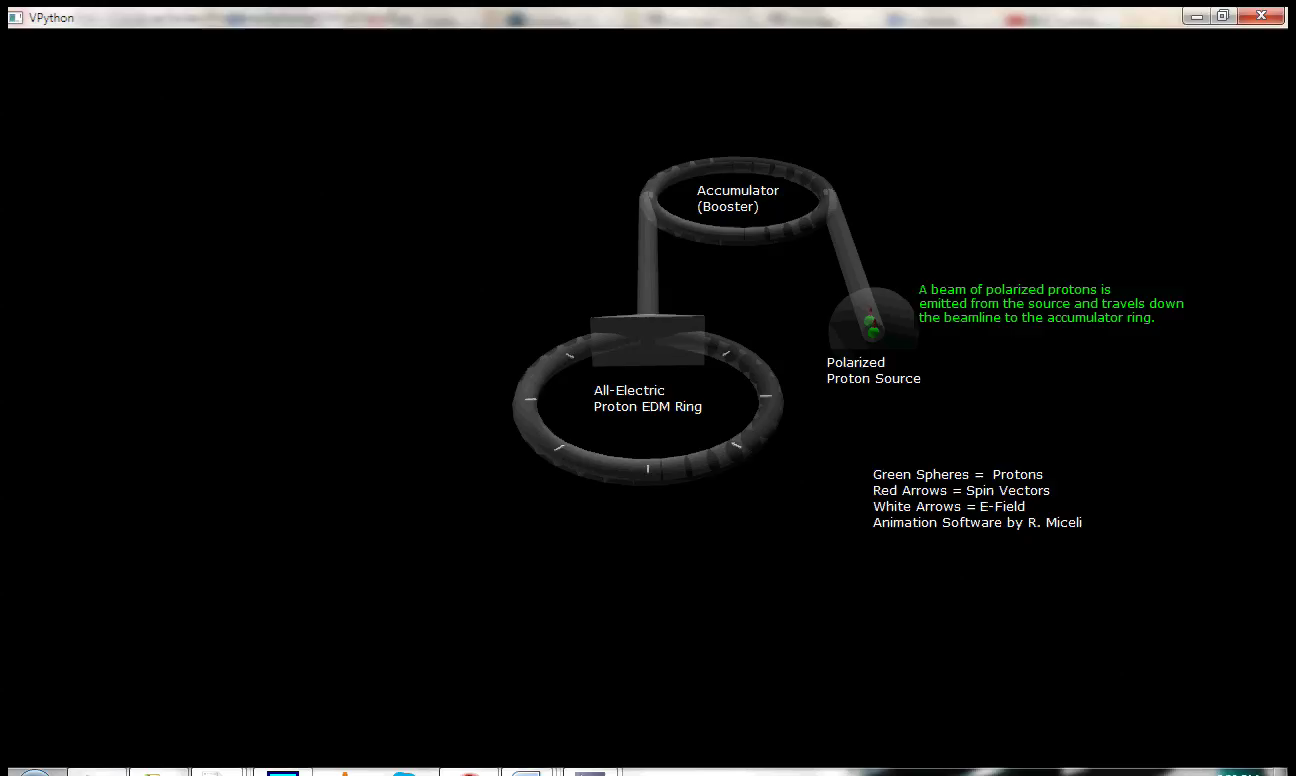 VPython
Accumulator
(Booster)
A beam of polarized protons is
emitted from the source and travels down
the beamline to the accumulator ring.
Polarized
Proton Source
All-Electric
Proton EDM Ring
Green Spheres =  Protons
Red Arrows = Spin Vectors
White Arrows = E-Field
Animation Software by R. Miceli